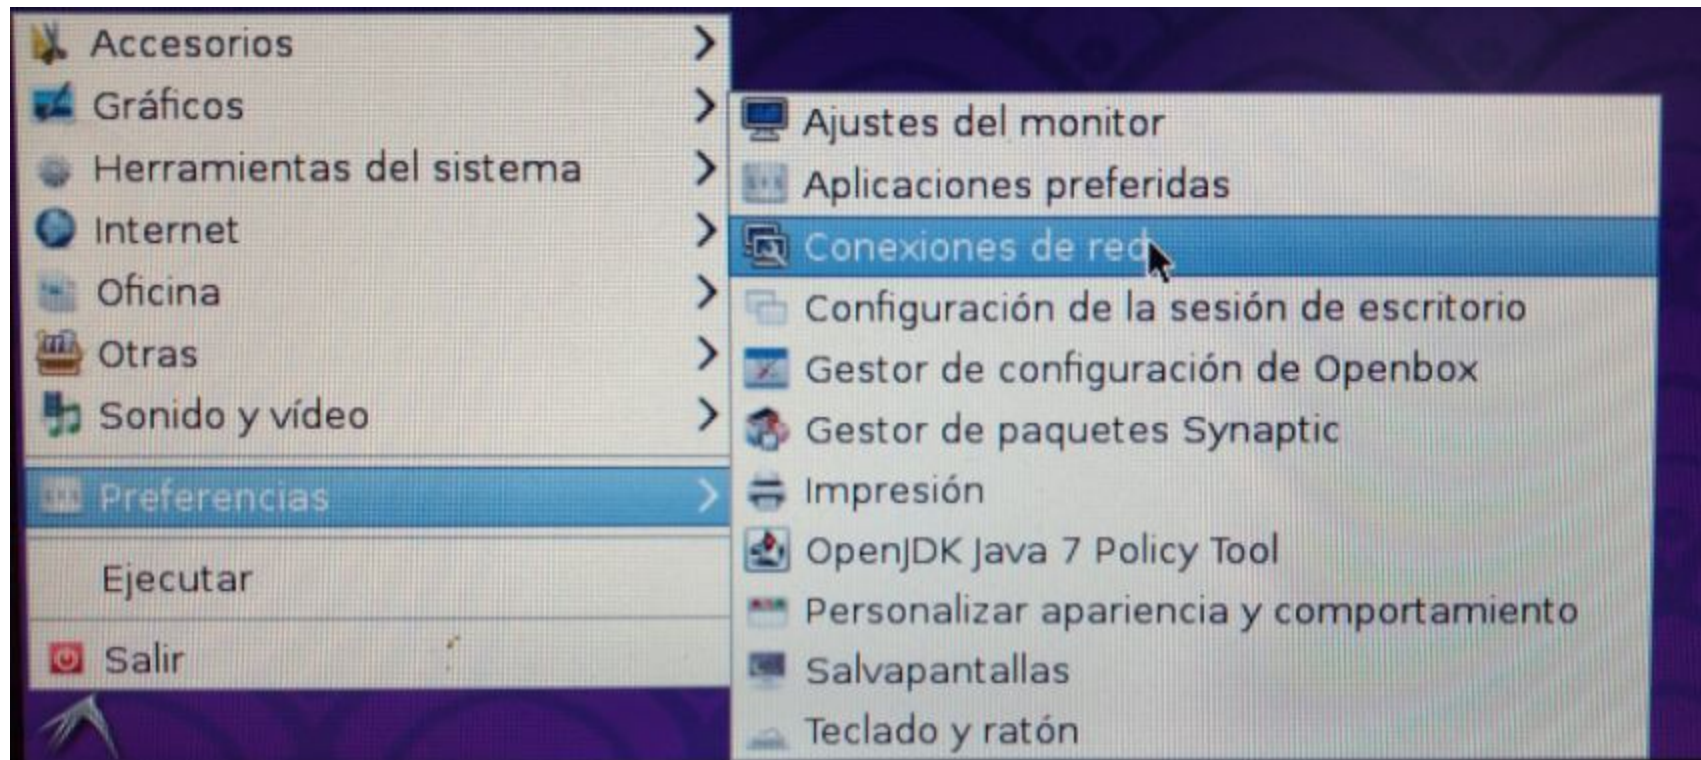 Accesorios
Gráficos
Herramientas del sistema
Internet
Oficina
Otras
Sonido y vídeo
Preferencias
Ejecutar
Salir
Ajustes del monitor
Aplicaciones preferidas
Conexiones de red
Configuración de la sesión de escritorio
Gestor de configuración de Openbox
Gestor de paquetes Synaptic
Impresión
OpenJDK Java 7 Policy Tool
Personalizar apariencia y comportamiento
Salvapantallas
Teclado y ratón